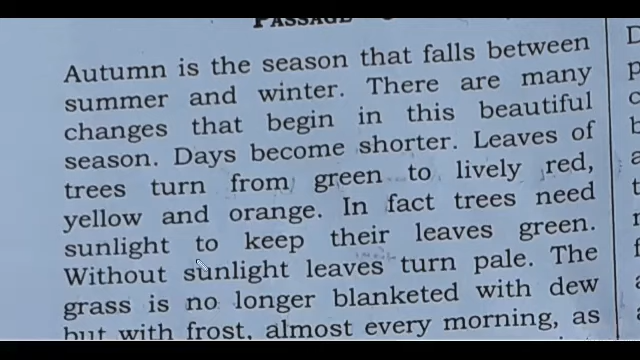 PASSAGE
Autumn is the season that falls between
summer and winter. There are many
changes that begin in this beautiful
season. Days become shorter. Leaves of
trees turn from green to lively red,
yellow and orange. In fact trees need
sunlight to keep their leaves green.
Without sunlight leaves turn pale. The
grass is no longer blanketed with dew
but with frost, almost every morning, as